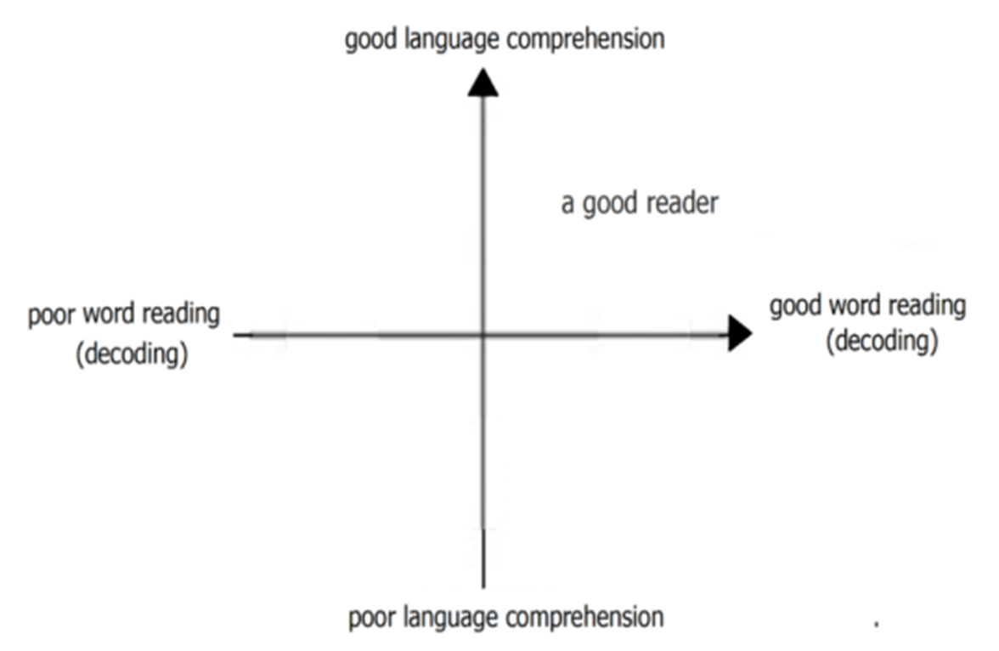 good language comprehension
a good reader
poor word reading
(decoding)
good word reading
(decoding)
poor language comprehension